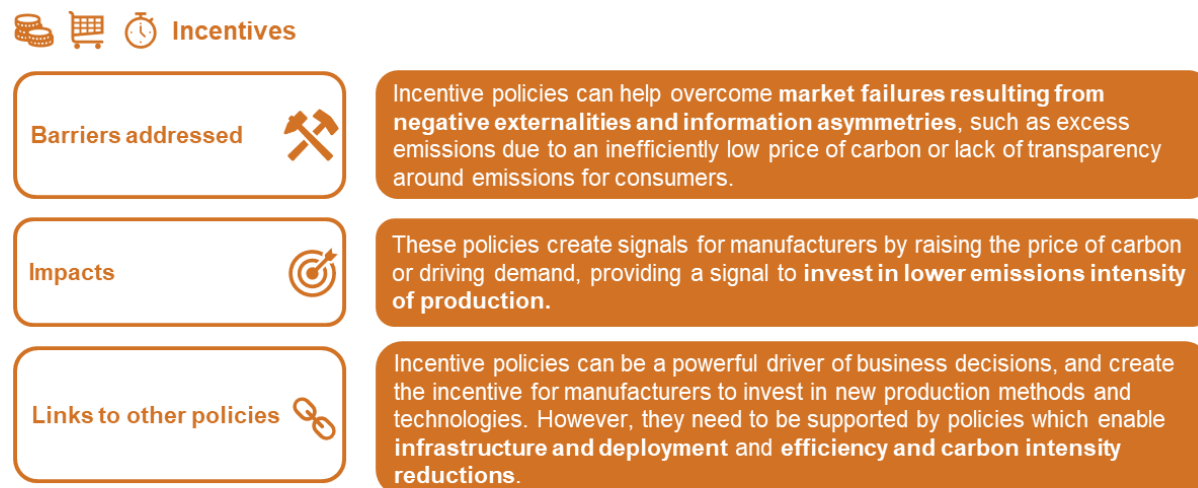 Incentives
Barriers addressed
Incentive policies can help overcome market failures resulting from
negative externalities and information asymmetries, such as excess
emissions due to an inefficiently low price of carbon or lack of transparency
around emissions for consumers.
Impacts
These policies create signals for manufacturers by raising the price of carbon
or driving demand, providing a signal to invest in lower emissions intensity
of production.
Links to other policies
Incentive policies can be a powerful driver of business decisions, and create
the incentive for manufacturers to invest in new production methods and
technologies. However, they need to be supported by policies which enable
infrastructure and deployment and efficiency and carbon intensity
reductions.